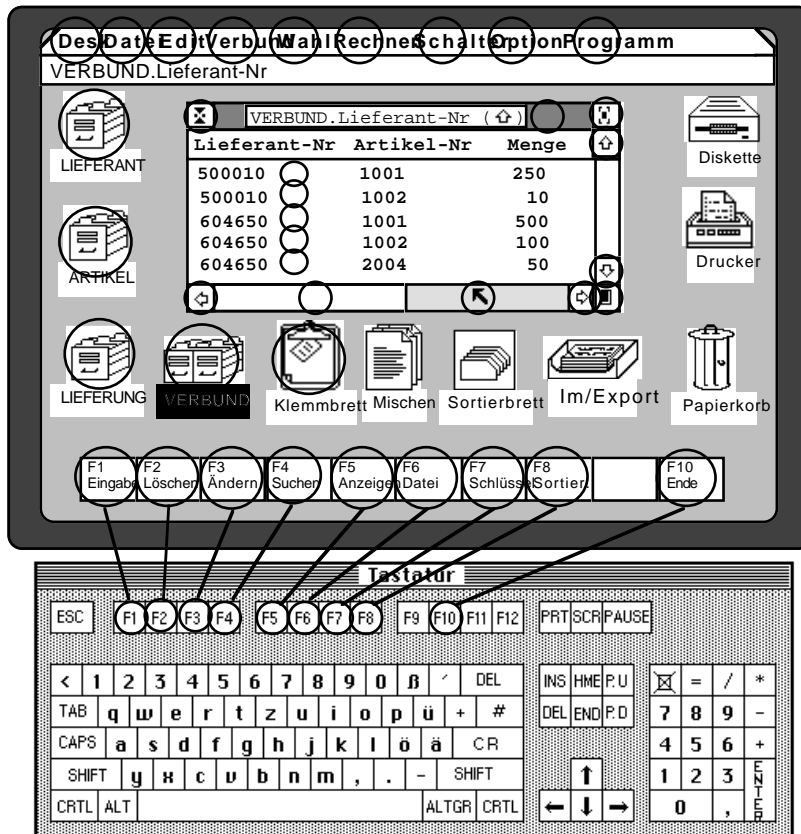 Desk Datei Edit Verbund Wahl Rechner Schalter Option Programm
VERBUND.Lieferant-Nr
VERBUND.Lieferant-Nr (⇧)
Lieferant-Nr Artikel-Nr Menge
500010 1001 250
500010 1002 10
604650 1001 500
604650 1002 100
604650 2004 50
LIEFERANT
ARTIKEL
Diskette
Drucker
LIEFERUNG
VERBUND
Klemmbrett
Mischen
Sortierbrett
Im/Export
Papierkorb
F1 F2 F3 F4 F5 F6 F7 F8 F10
Eingabe Löschen Ändern Suchen Anzeigen Datei Schlüssel Sortier. Ende
Tastatur
ESC F1 F2 F3 F4 F5 F6 F7 F8 F9 F10 F11 F12 PRT SCR PAUSE
< 1 2 3 4 5 6 7 8 9 0 ß ´ DEL INS HME P.U = / *
TAB q w e r t z u i o p ü + # DEL END P.D 7 8 9 -
CAPS a s d f g h j k l ö ä CR 4 5 6 +
SHIFT y x c v b n m , . - SHIFT ↑ 1 2 3 ENTER
CRTL ALT ALTGR CRTL ← ↓ → 0 ,